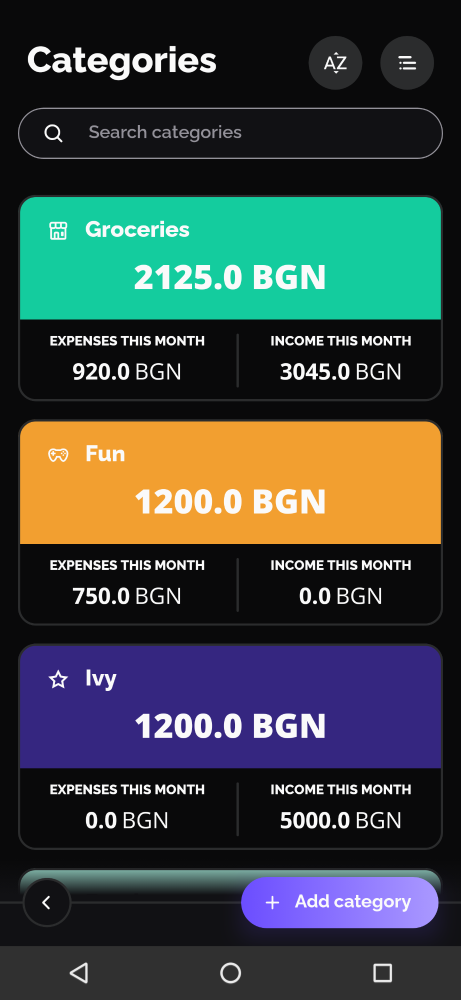 Categories
AZ
Search categories
Groceries
2125.0 BGN
EXPENSES THIS MONTH
INCOME THIS MONTH
920.0 BGN
3045.0 BGN
Fun
1200.0 BGN
EXPENSES THIS MONTH
INCOME THIS MONTH
750.0 BGN
0.0 BGN
Ivy
1200.0 BGN
EXPENSES THIS MONTH
INCOME THIS MONTH
0.0 BGN
5000.0 BGN
Add category